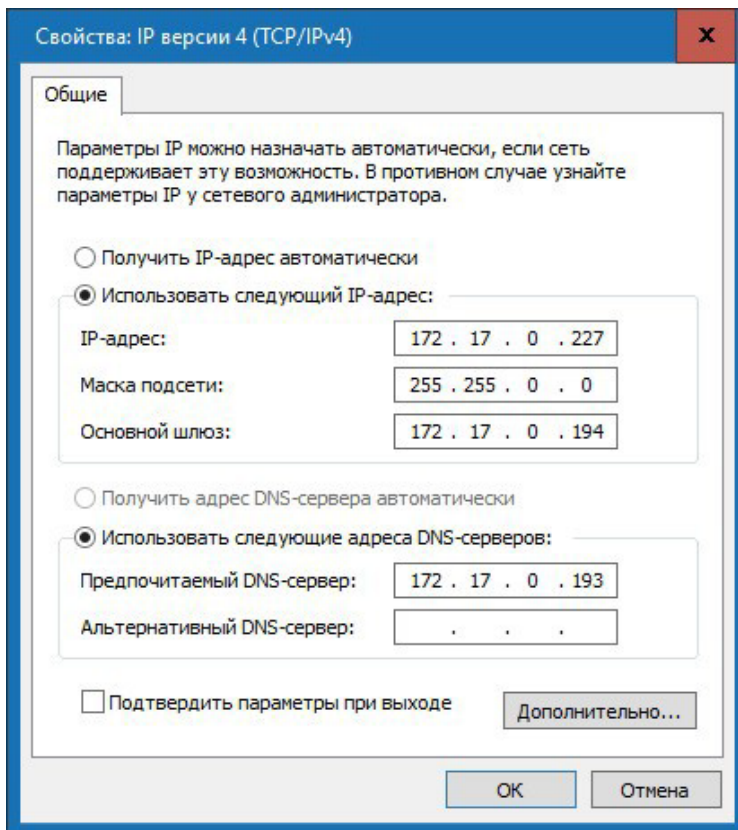 Свойства: IP версии 4 (TCP/IPv4)
x
Общие
Параметры IP можно назначать автоматически, если сеть
поддерживает эту возможность. В противном случае узнайте
параметры IP у сетевого администратора.
Получить IP-адрес автоматически
Использовать следующий IP-адрес:
IP-адрес: 172 . 17 . 0 . 227
Маска подсети: 255 . 255 . 0 . 0
Основной шлюз: 172 . 17 . 0 . 194
Получить адрес DNS-сервера автоматически
Использовать следующие адреса DNS-серверов:
Предпочитаемый DNS-сервер: 172 . 17 . 0 . 193
Альтернативный DNS-сервер: . . .
Подтвердить параметры при выходе
Дополнительно...
ОК Отмена